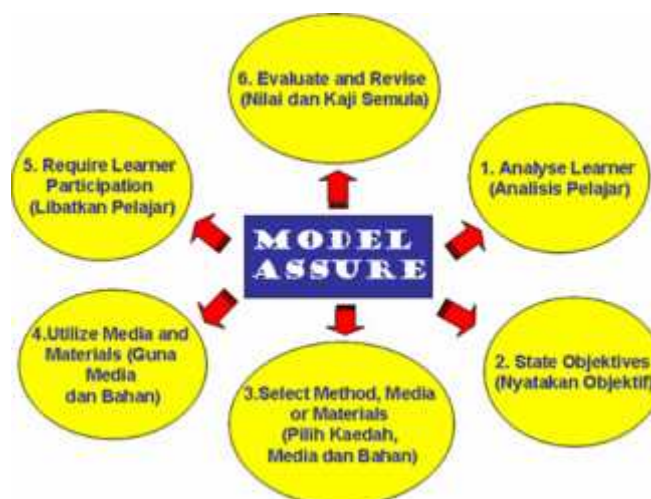 6. Evaluate and Revise
(Nilai dan Kaji Semula)
5. Require Learner
Participation
(Libatkan Pelajar)
1. Analyse Learner
(Analisis Pelajar)
MODEL
ASSURE
4.Utilize Media and
Materials (Guna
Media
dan Bahan)
3.Select Method, Media
or Materials
(Pilih Kaedah,
Media dan Bahan)
2. State Objektives
(Nyatakan Objektif)